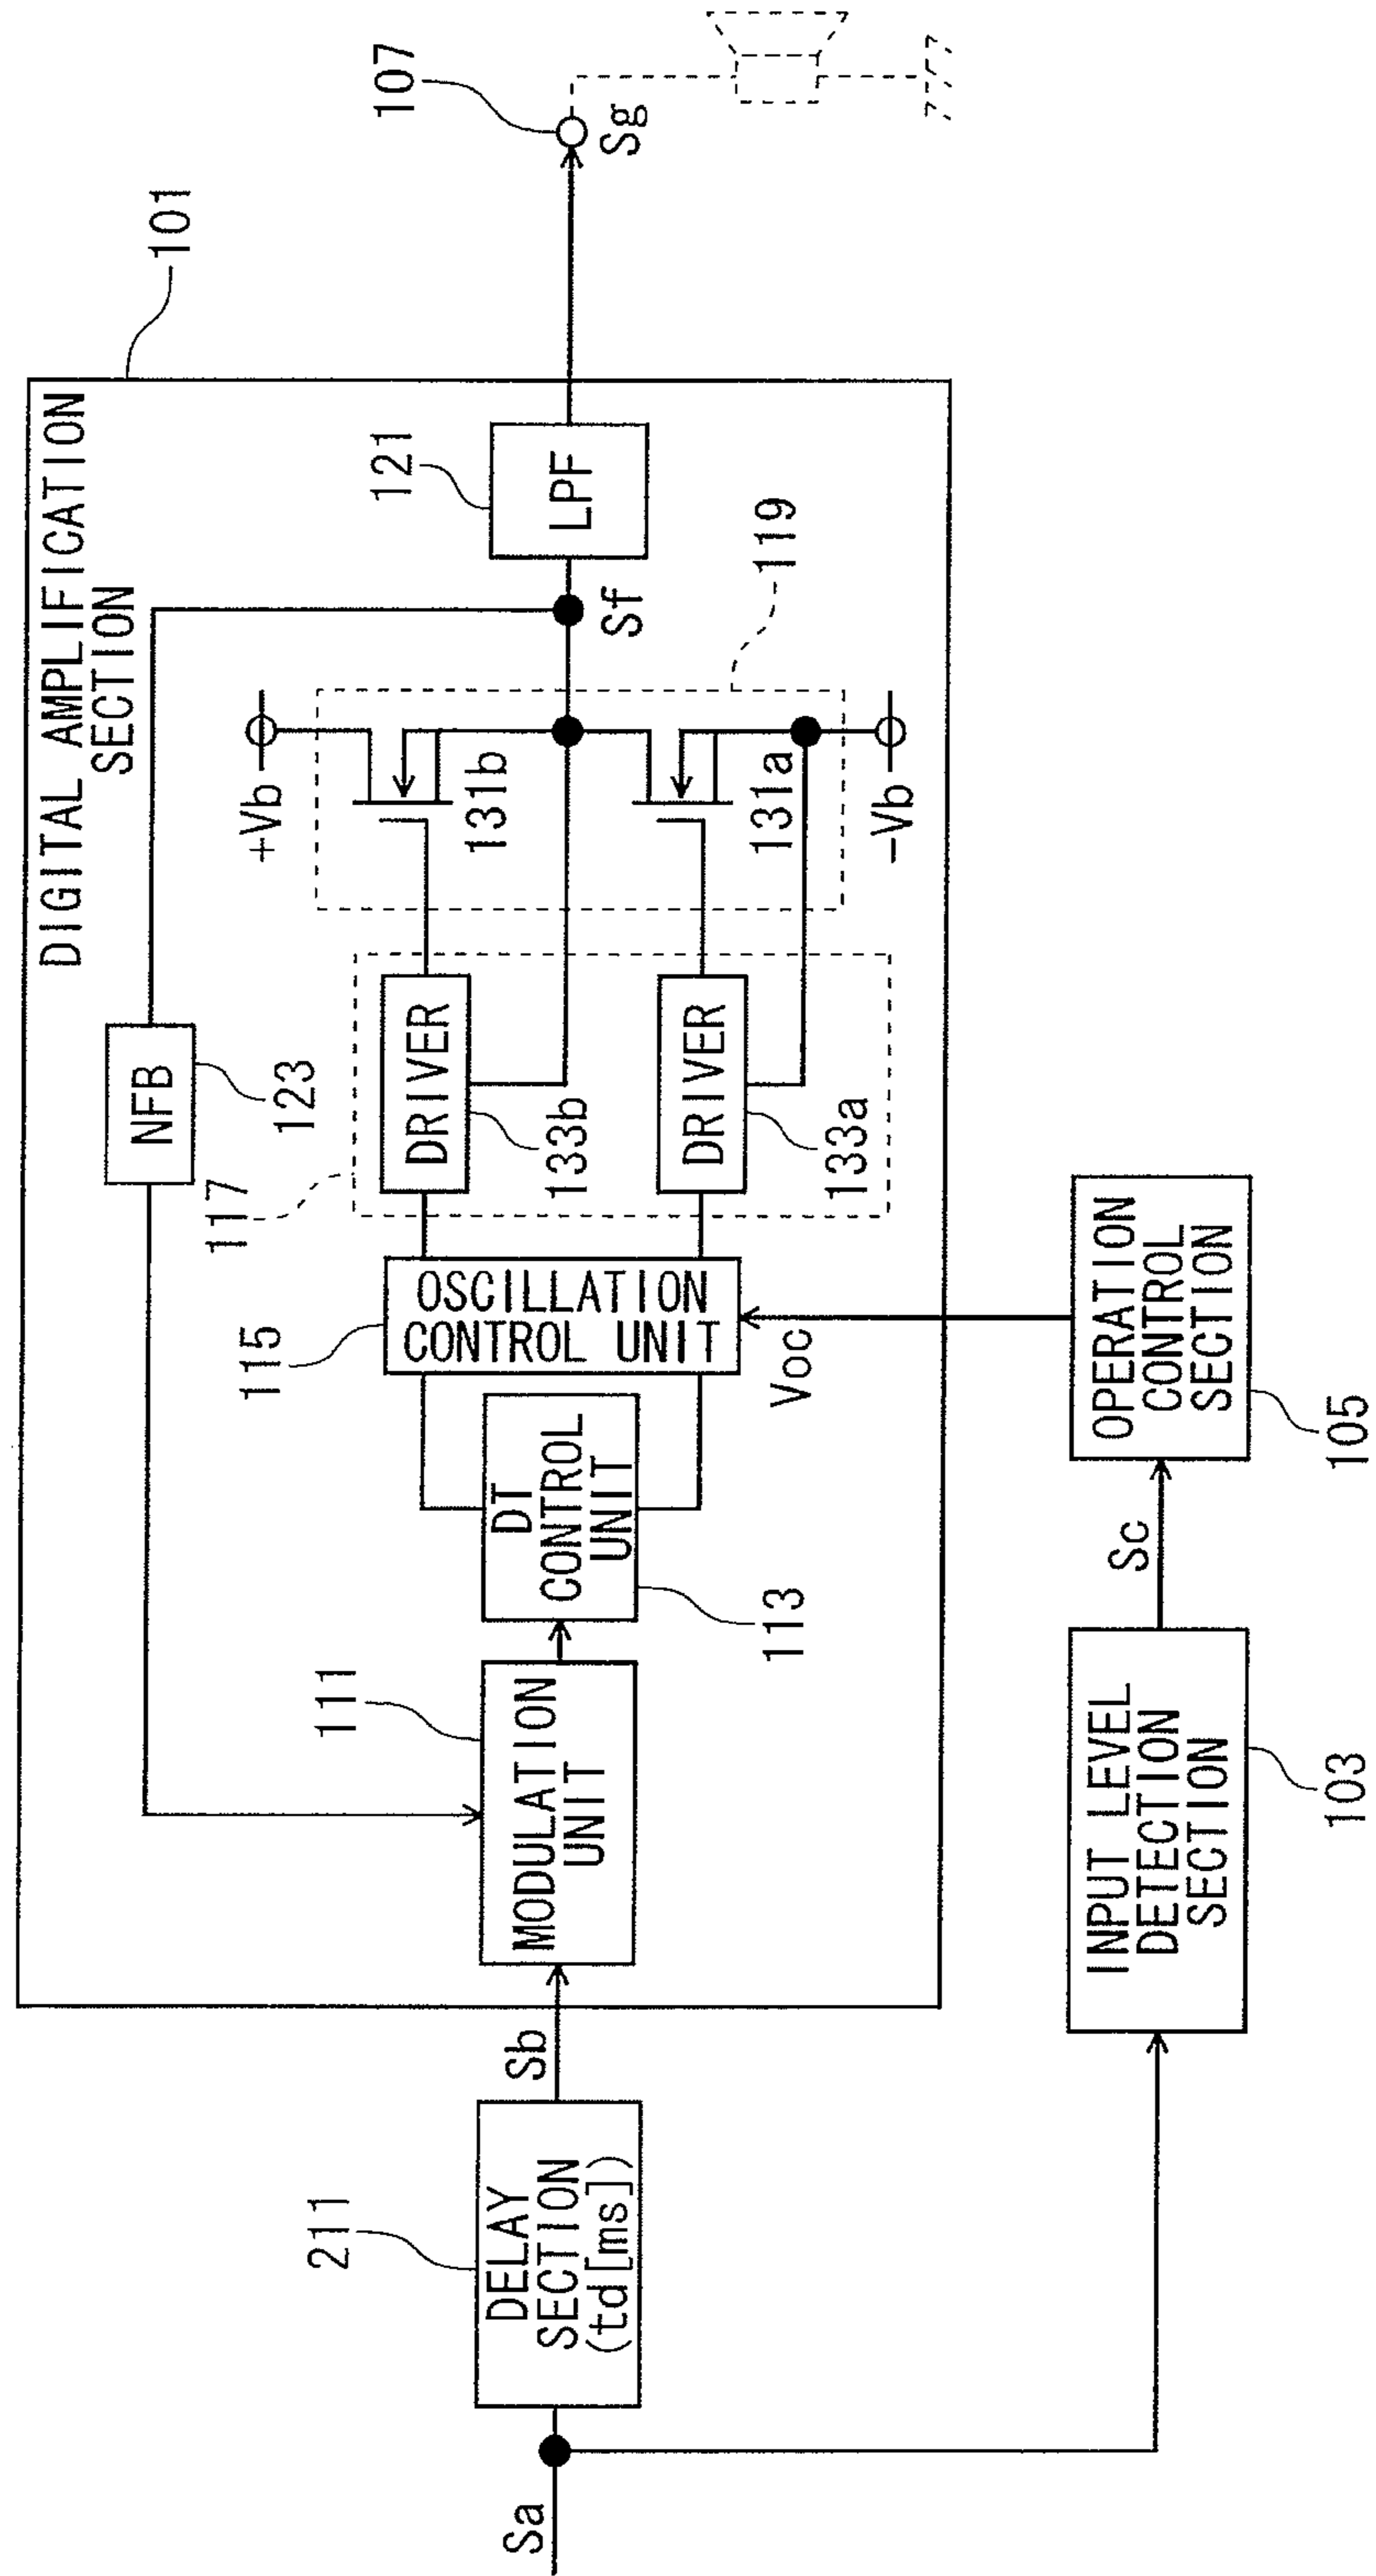 DIGITAL AMPLIFICATION
SECTION
101
NFB
123
117
+Vb
107
Sg
121
LPF
Sf
119
DRIVER
133b
131b
DRIVER
133a
131a
-Vb
115
OSCILLATION
CONTROL UNIT
Voc
DT
CONTROL
UNIT
113
111
MODULATION
UNIT
Sb
211
DELAY
SECTION
(td[ms])
Sa
INPUT LEVEL
DETECTION
SECTION
103
Sc
OPERATION
CONTROL
SECTION
105